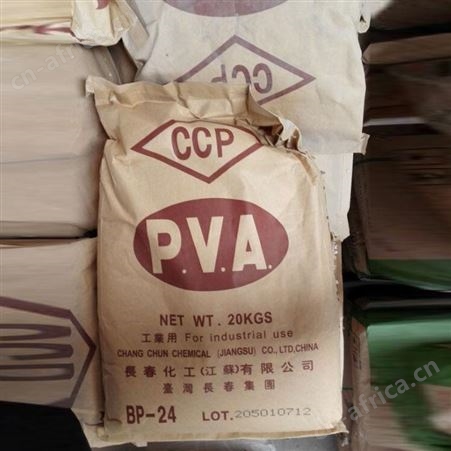 CCP
CCP
P.V.A.
NET WT. 20KGS
工業用 For industrial use
CHANG CHUN CHEMICAL (JIANGSU) CO., LTD, CHINA
長春化工(江蘇)有限公司
臺灣長春集團
BP-24 LOT. 205010712